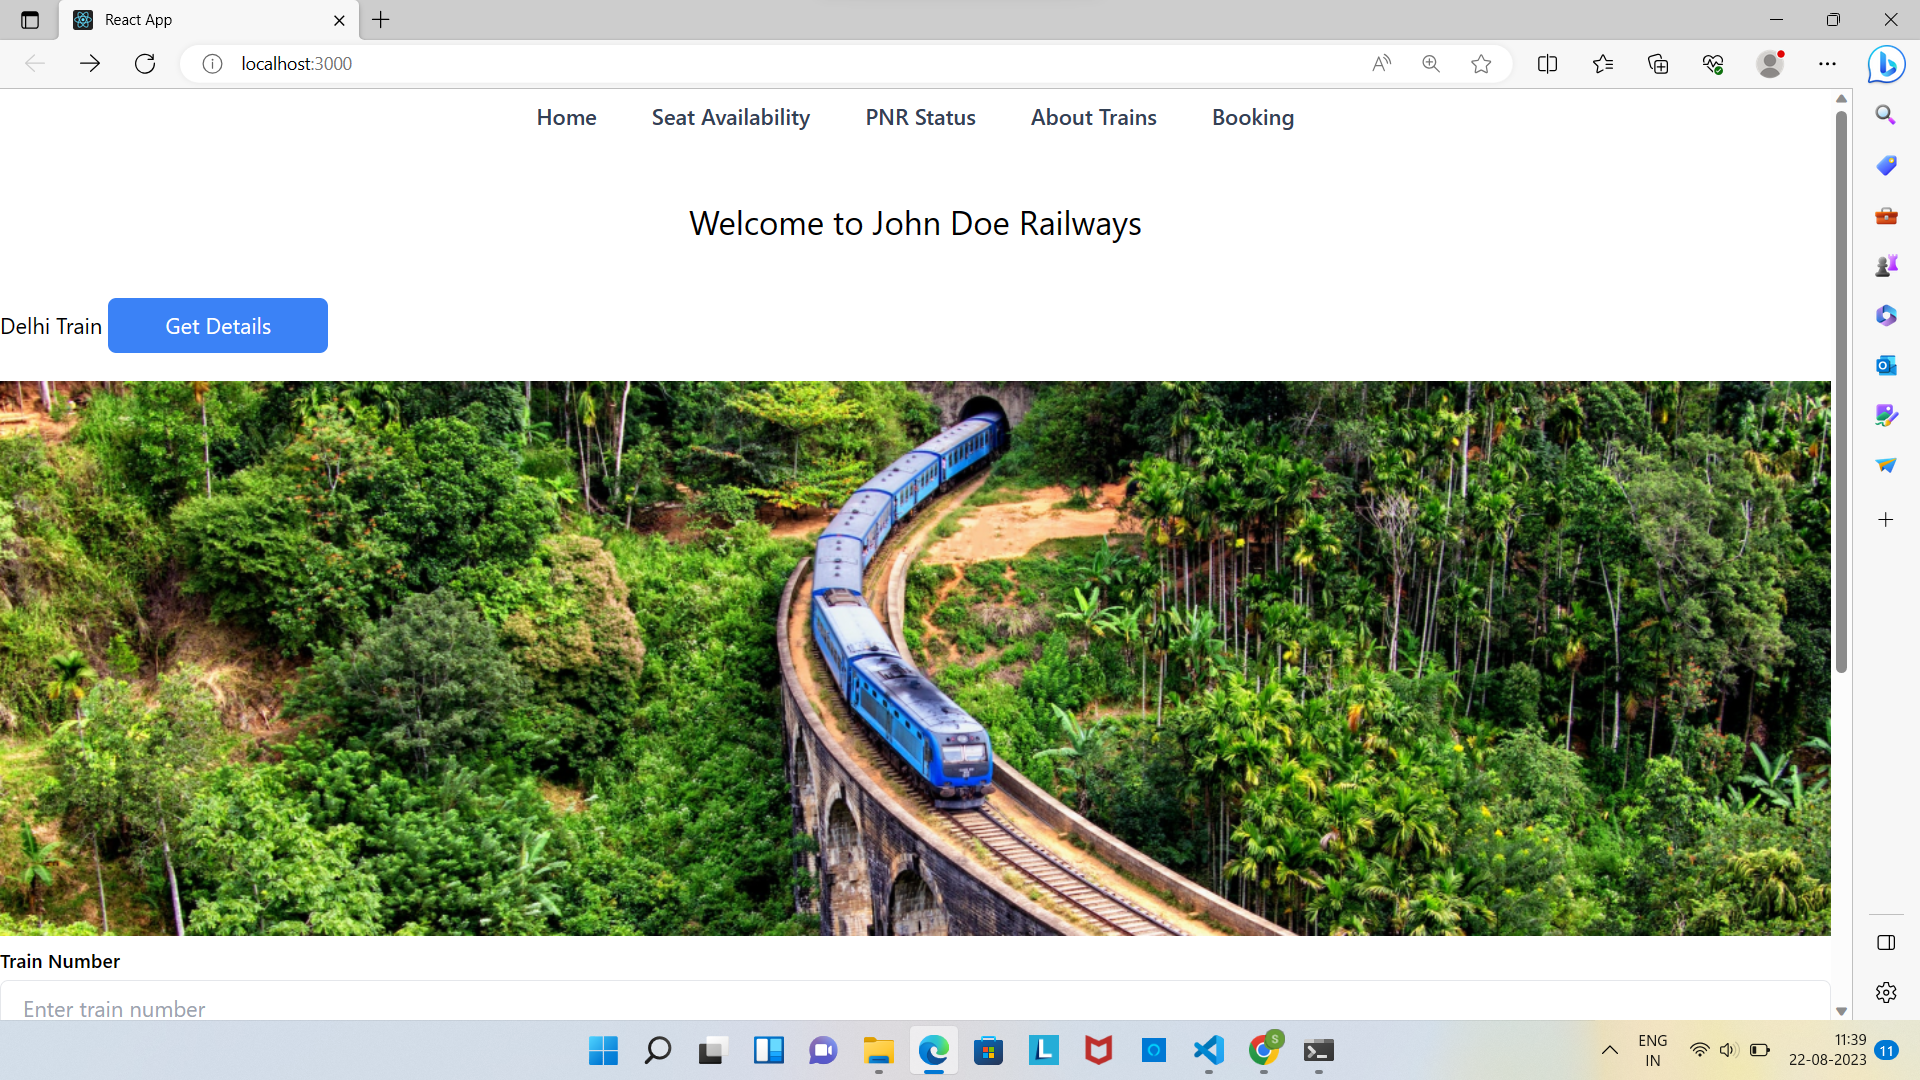 React App
localhost:3000
Home Seat Availability PNR Status About Trains Booking
Welcome to John Doe Railways
Delhi Train Get Details
Train Number
Enter train number
ENG
IN
11:39
22-08-2023
11
S